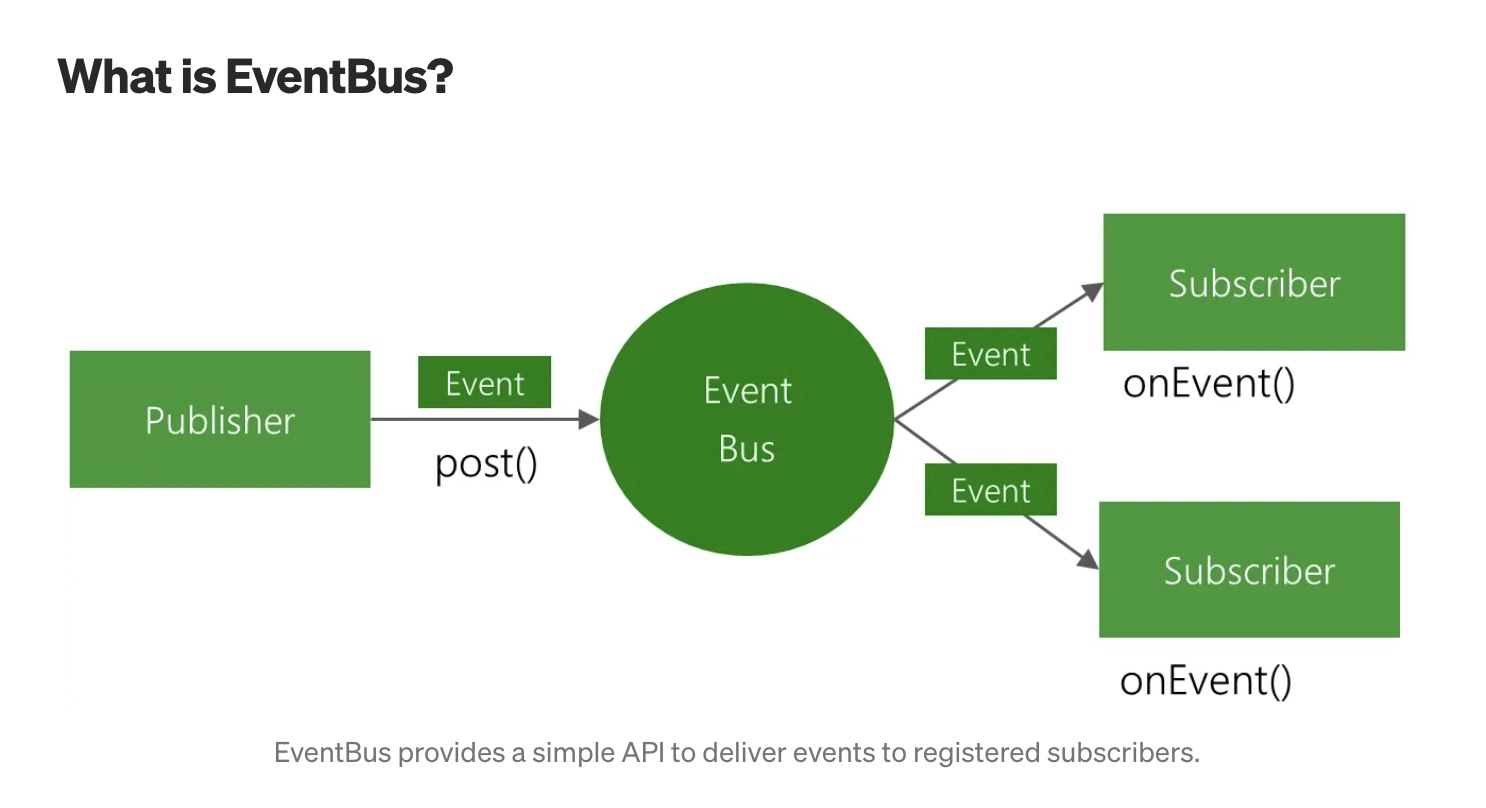 What is EventBus?
Publisher
Event
post()
Event
Bus
Event
Subscriber
onEvent()
Event
Subscriber
onEvent()
EventBus provides a simple API to deliver events to registered subscribers.